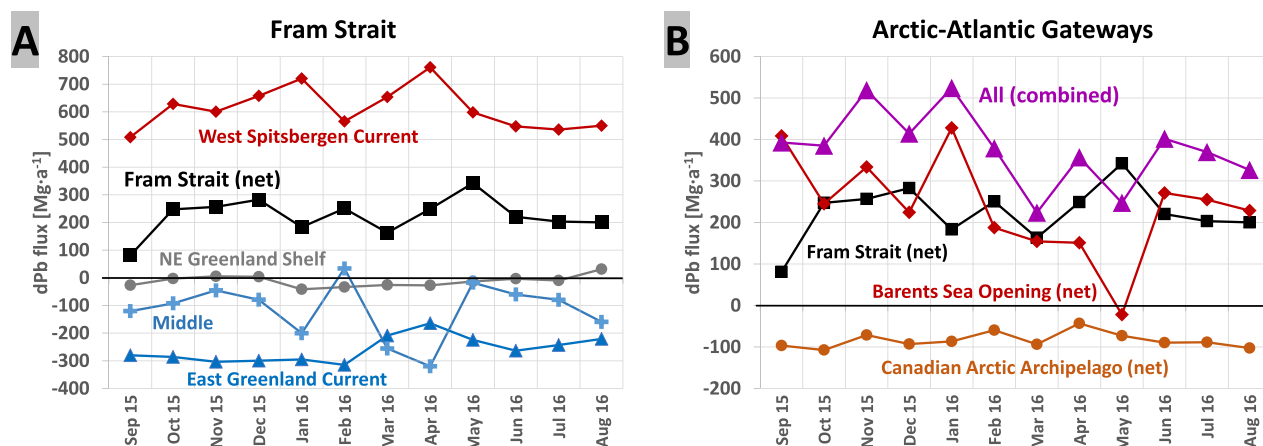 A
Fram Strait
dPb flux [Mg·a⁻¹]
800
700
600
500
400
300
200
100
0
-100
-200
-300
-400
West Spitsbergen Current
Fram Strait (net)
NE Greenland Shelf
Middle
East Greenland Current
Sep 15
Oct 15
Nov 15
Dec 15
Jan 16
Feb 16
Mar 16
Apr 16
May 16
Jun 16
Jul 16
Aug 16
B
Arctic-Atlantic Gateways
dPb flux [Mg·a⁻¹]
600
500
400
300
200
100
0
-100
-200
All (combined)
Fram Strait (net)
Barents Sea Opening (net)
Canadian Arctic Archipelago (net)
Sep 15
Oct 15
Nov 15
Dec 15
Jan 16
Feb 16
Mar 16
Apr 16
May 16
Jun 16
Jul 16
Aug 16